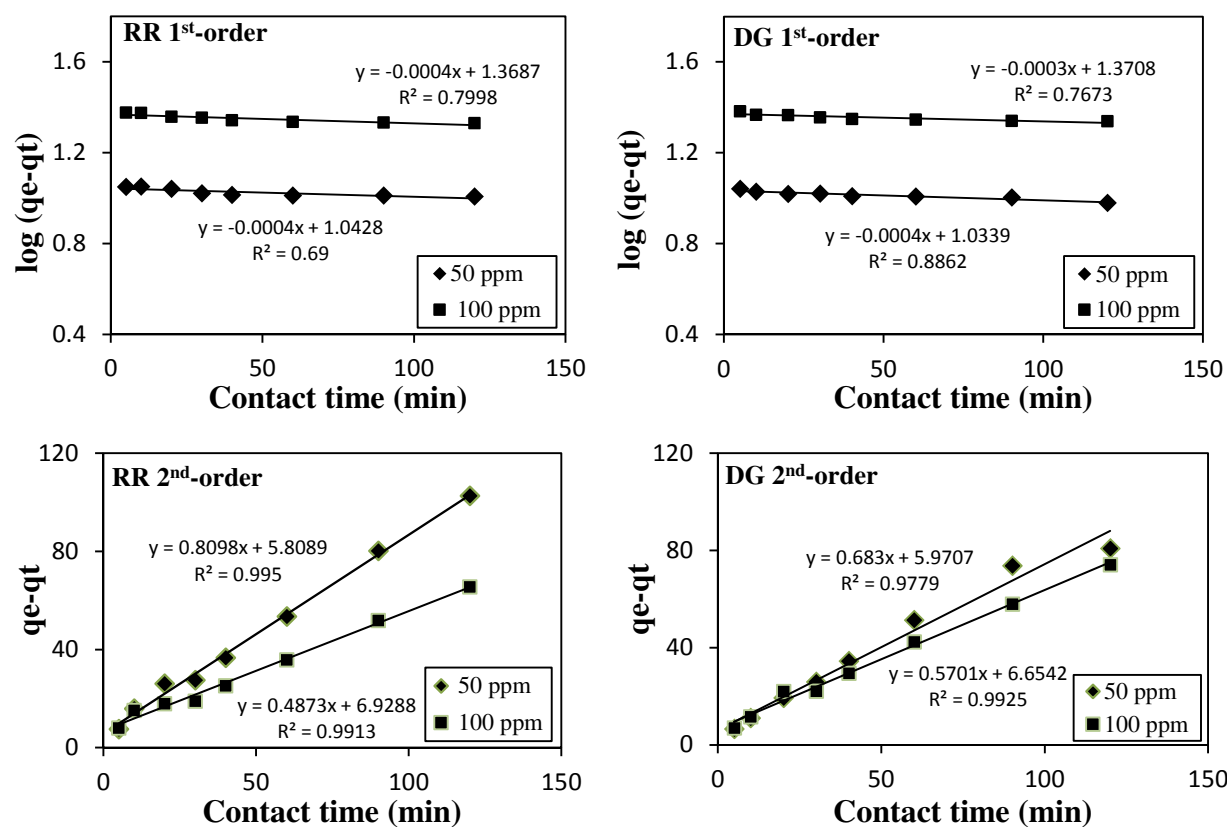 RR 1st-order
1.6
1.2
0.8
0.4
log (qe-qt)
y = -0.0004x + 1.3687
R² = 0.7998
y = -0.0004x + 1.0428
R² = 0.69
50 ppm
100 ppm
0
50
100
150
Contact time (min)
DG 1st-order
1.6
1.2
0.8
0.4
log (qe-qt)
y = -0.0003x + 1.3708
R² = 0.7673
y = -0.0004x + 1.0339
R² = 0.8862
50 ppm
100 ppm
0
50
100
150
Contact time (min)
RR 2nd-order
120
80
40
0
qe-qt
y = 0.8098x + 5.8089
R² = 0.995
y = 0.4873x + 6.9288
R² = 0.9913
50 ppm
100 ppm
0
50
100
150
Contact time (min)
DG 2nd-order
120
80
40
0
qe-qt
y = 0.683x + 5.9707
R² = 0.9779
y = 0.5701x + 6.6542
R² = 0.9925
50 ppm
100 ppm
0
50
100
150
Contact time (min)